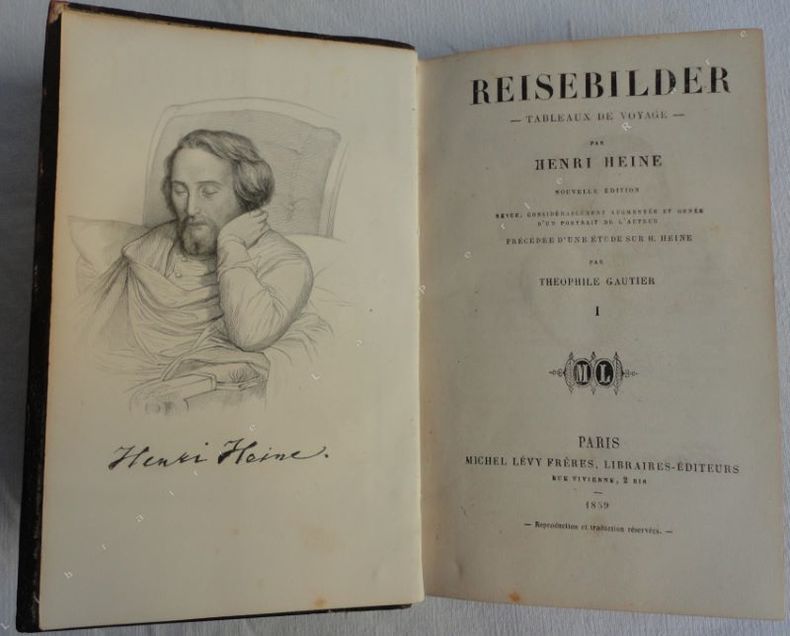 Henri Heine.
REISEBILDER
— TABLEAUX DE VOYAGE —
PAR
HENRI HEINE
NOUVELLE ÉDITION
REVUE, CONSIDÉRABLEMENT AUGMENTÉE ET ORNÉE
D'UN PORTRAIT DE L'AUTEUR
PRÉCÉDÉE D'UNE ÉTUDE SUR H. HEINE
PAR
THÉOPHILE GAUTIER
I
M L
PARIS
MICHEL LÉVY FRÈRES, LIBRAIRES-ÉDITEURS
RUE VIVIENNE, 2 BIS
—
1859
— Reproduction et traduction réservées. —